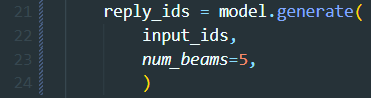 21 reply_ids = model.generate(
22 input_ids,
23 num_beams=5,
24 )